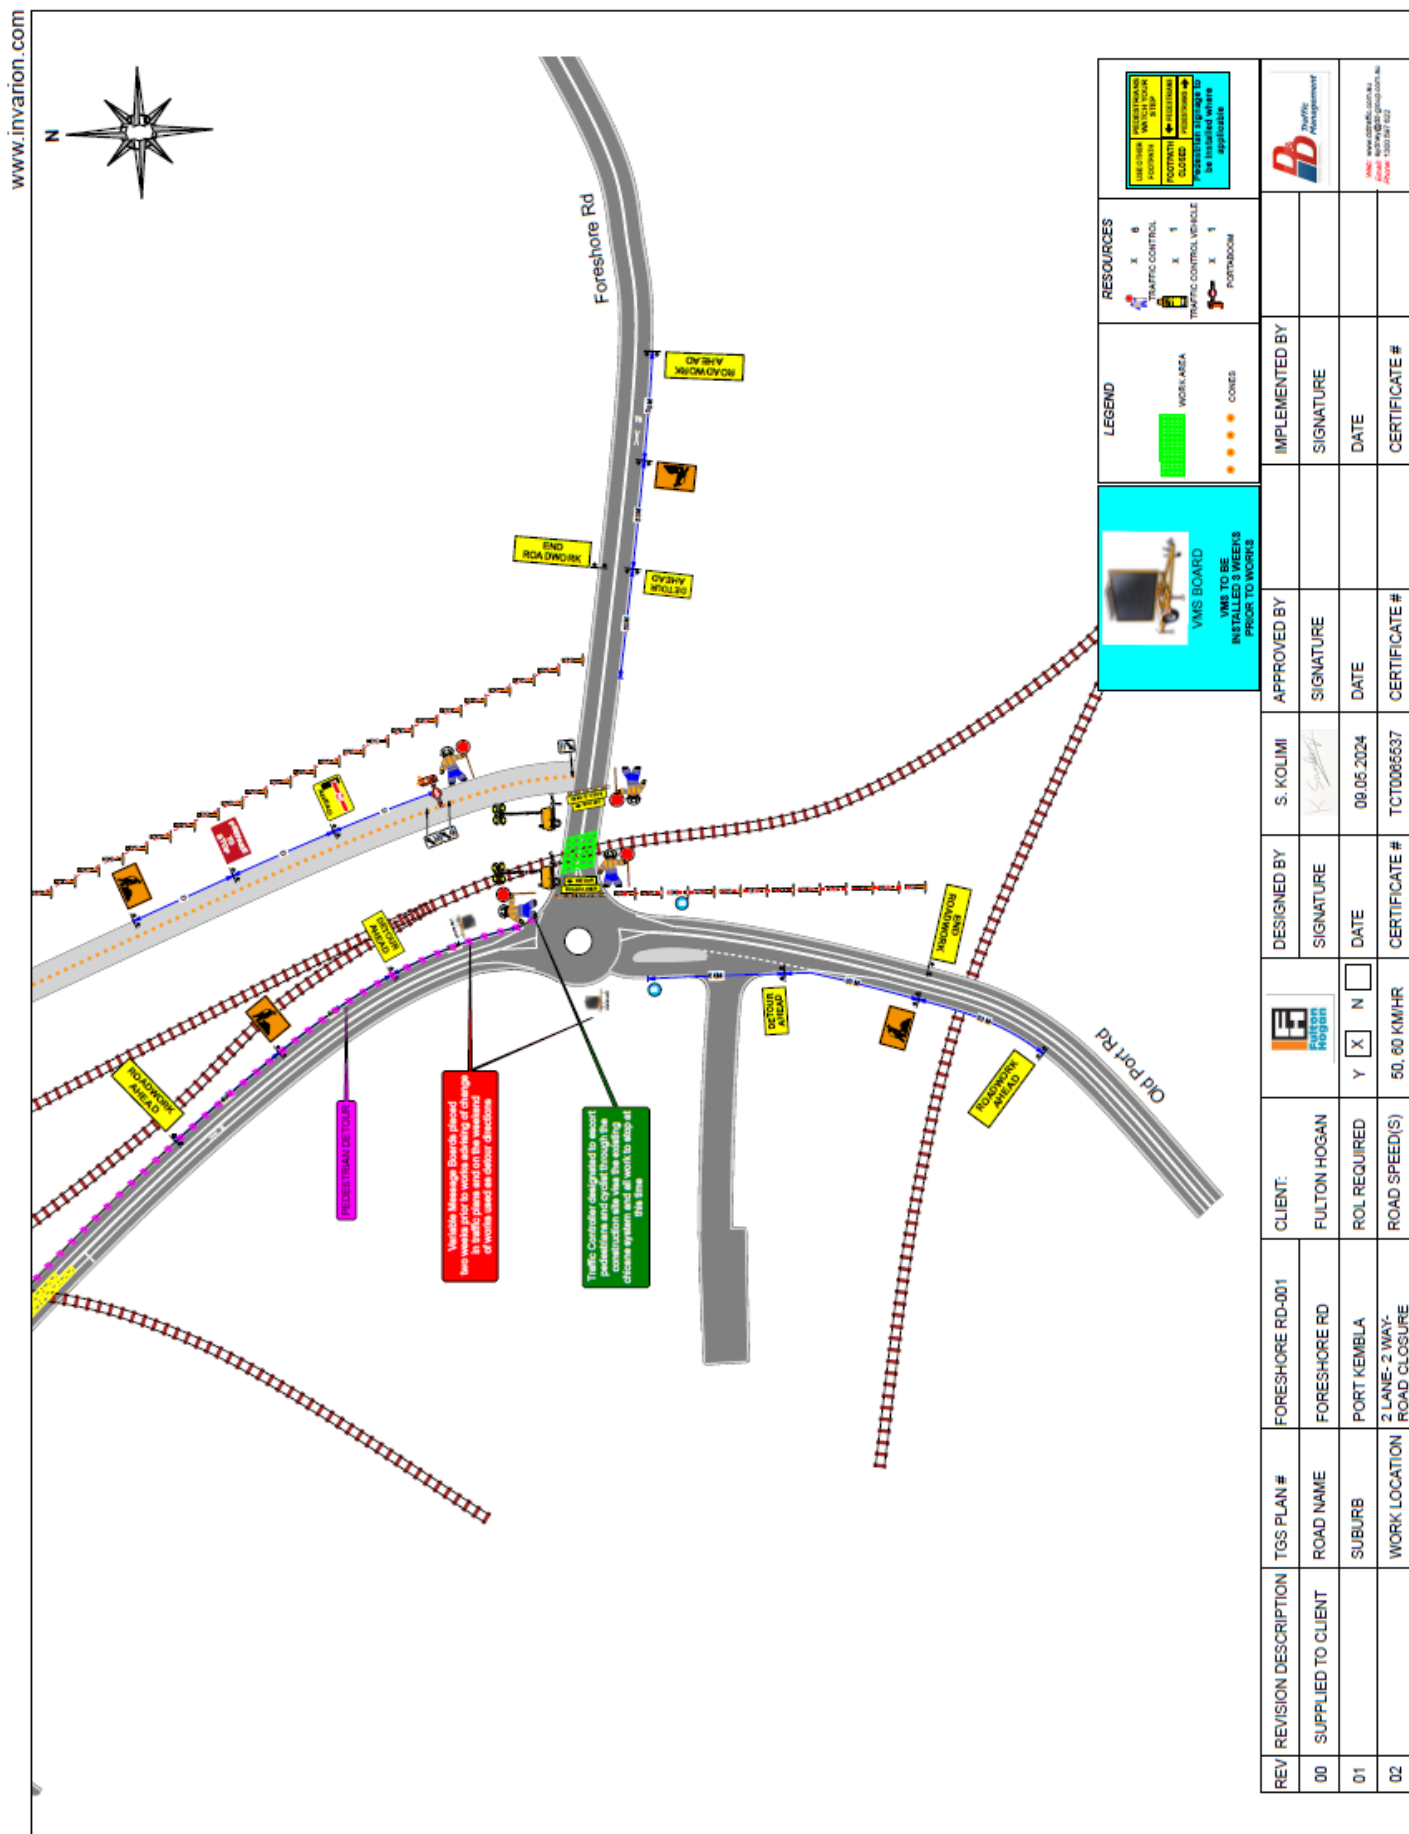 www.invarion.com
N
Foreshore Rd
ROADWORK
AHEAD
END
ROADWORK
DETOUR
AHEAD
PREPARE
TO
STOP
AHEAD
DETOUR
AHEAD
ROADWORK
AHEAD
END
ROADWORK
DETOUR
AHEAD
ROADWORK
AHEAD
Old Port Rd
PEDESTRIAN DETOUR
Variable Message Boards placed
two weeks prior to works advising of change
in traffic plans and on the weekend
of works used as detour directions
Traffic Controller designated to escort
pedestrians and cyclist through the
construction site vies the existing
chicane system and all work to stop at
this time
VMS BOARD
VMS TO BE
INSTALLED 3 WEEKS
PRIOR TO WORKS
LEGEND
WORK AREA
CONES
RESOURCES
X 6
TRAFFIC CONTROL
X 1
TRAFFIC CONTROL VEHICLE
X 1
PORTABOOM
USE OTHER
FOOTPATH
PEDESTRIANS
WATCH YOUR
STEP
FOOTPATH
CLOSED
PEDESTRIANS
PEDESTRIANS
Pedestrian signage to
be installed where
applicable
REV REVISION DESCRIPTION TGS PLAN # FORESHORE RD-001 CLIENT: Fulton Hogan DESIGNED BY S. KOLIMI APPROVED BY IMPLEMENTED BY D&D Traffic Management
00 SUPPLIED TO CLIENT ROAD NAME FORESHORE RD FULTON HOGAN SIGNATURE SIGNATURE SIGNATURE
01 SUBURB PORT KEMBLA ROL REQUIRED Y X N DATE 09.05.2024 DATE DATE
02 WORK LOCATION 2 LANE- 2 WAY-
ROAD CLOSURE ROAD SPEED(S) 50, 60 KM/HR CERTIFICATE # TCT0065537 CERTIFICATE # CERTIFICATE #